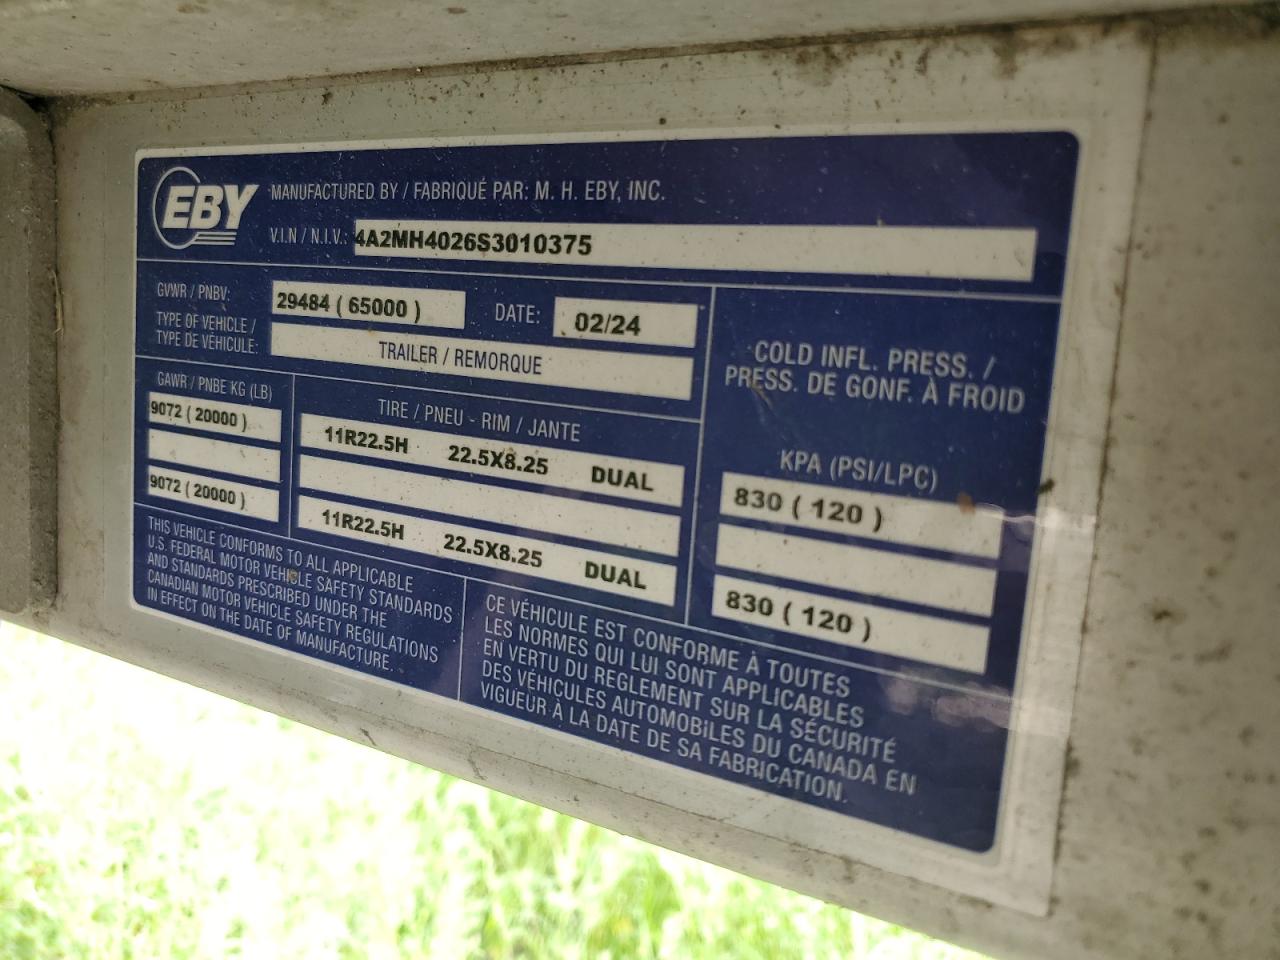 EBY
MANUFACTURED BY / FABRIQUÉ PAR: M. H. EBY, INC.
V.I.N / N.I.V.: 4A2MH4026S3010375
GVWR / PNBV: 29484 ( 65000 ) DATE: 02/24
TYPE OF VEHICLE /
TYPE DE VÉHICULE: TRAILER / REMORQUE
COLD INFL. PRESS. /
PRESS. DE GONF. À FROID
GAWR / PNBE KG (LB) TIRE / PNEU - RIM / JANTE KPA (PSI/LPC)
9072 ( 20000 ) 11R22.5H 22.5X8.25 DUAL 830 ( 120 )
9072 ( 20000 ) 11R22.5H 22.5X8.25 DUAL 830 ( 120 )
THIS VEHICLE CONFORMS TO ALL APPLICABLE
U.S. FEDERAL MOTOR VEHICLE SAFETY STANDARDS
AND STANDARDS PRESCRIBED UNDER THE
CANADIAN MOTOR VEHICLE SAFETY REGULATIONS
IN EFFECT ON THE DATE OF MANUFACTURE.
CE VÉHICULE EST CONFORME À TOUTES
LES NORMES QUI LUI SONT APPLICABLES
EN VERTU DU REGLEMENT SUR LA SÉCURITÉ
DES VÉHICULES AUTOMOBILES DU CANADA EN
VIGUEUR À LA DATE DE SA FABRICATION.